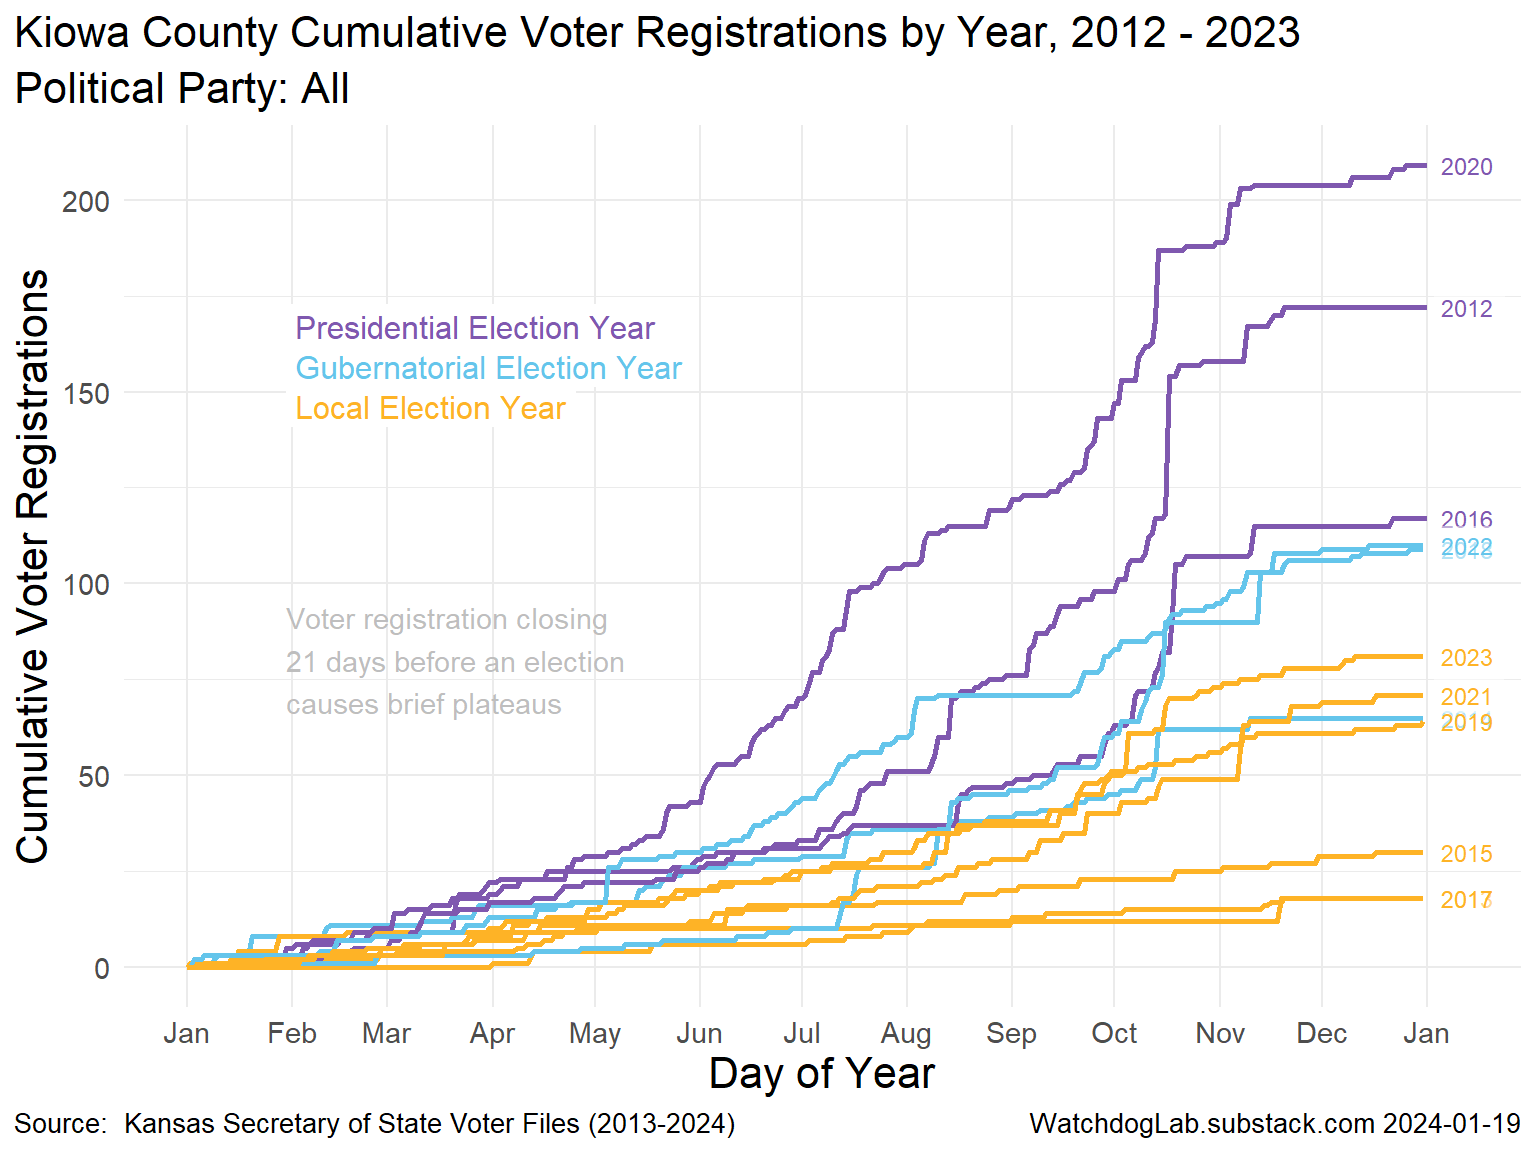 Kiowa County Cumulative Voter Registrations by Year, 2012 - 2023
Political Party: All
Cumulative Voter Registrations
200
150
100
50
0
Presidential Election Year
Gubernatorial Election Year
Local Election Year
Voter registration closing
21 days before an election
causes brief plateaus
2020
2012
2016
2022
2023
2021
2019
2015
2017
Jan Feb Mar Apr May Jun Jul Aug Sep Oct Nov Dec Jan
Day of Year
Source:  Kansas Secretary of State Voter Files (2013-2024)
WatchdogLab.substack.com 2024-01-19